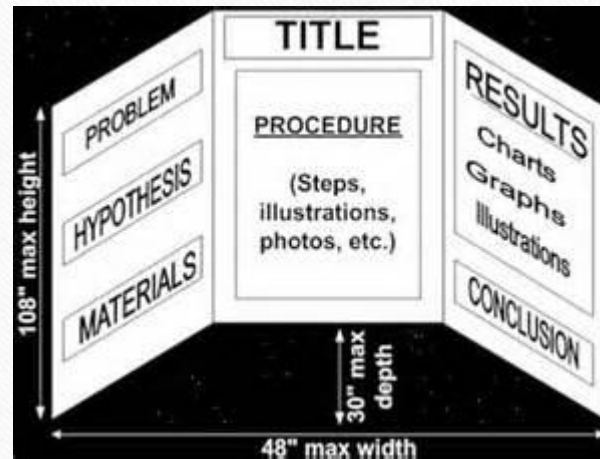 TITLE
PROBLEM
HYPOTHESIS
MATERIALS
PROCEDURE
(Steps,
illustrations,
photos, etc.)
RESULTS
Charts
Graphs
Illustrations
CONCLUSION
108" max height
30" max
depth
48" max width